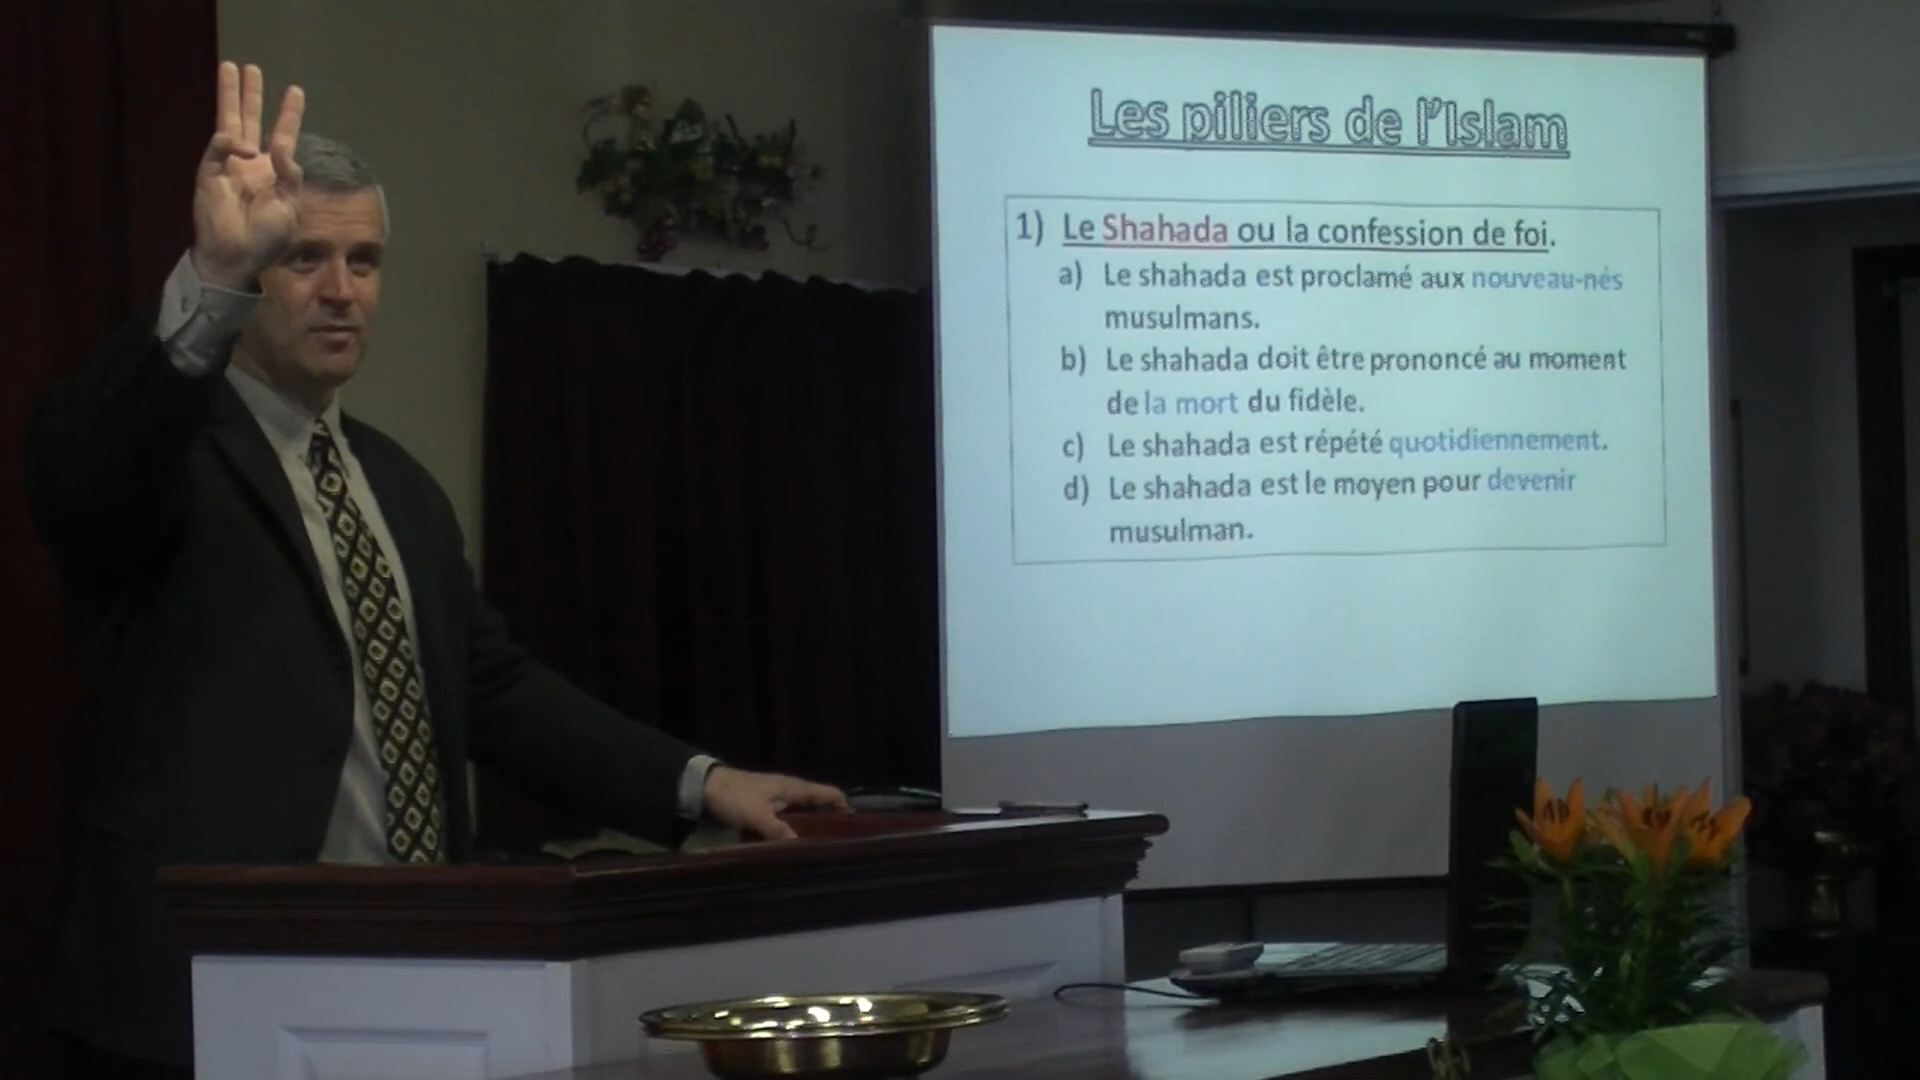 Les piliers de l'Islam
1) Le Shahada ou la confession de foi.
a) Le shahada est proclamé aux nouveau-nés
musulmans.
b) Le shahada doit être prononcé au moment
de la mort du fidèle.
c) Le shahada est répété quotidiennement.
d) Le shahada est le moyen pour devenir
musulman.